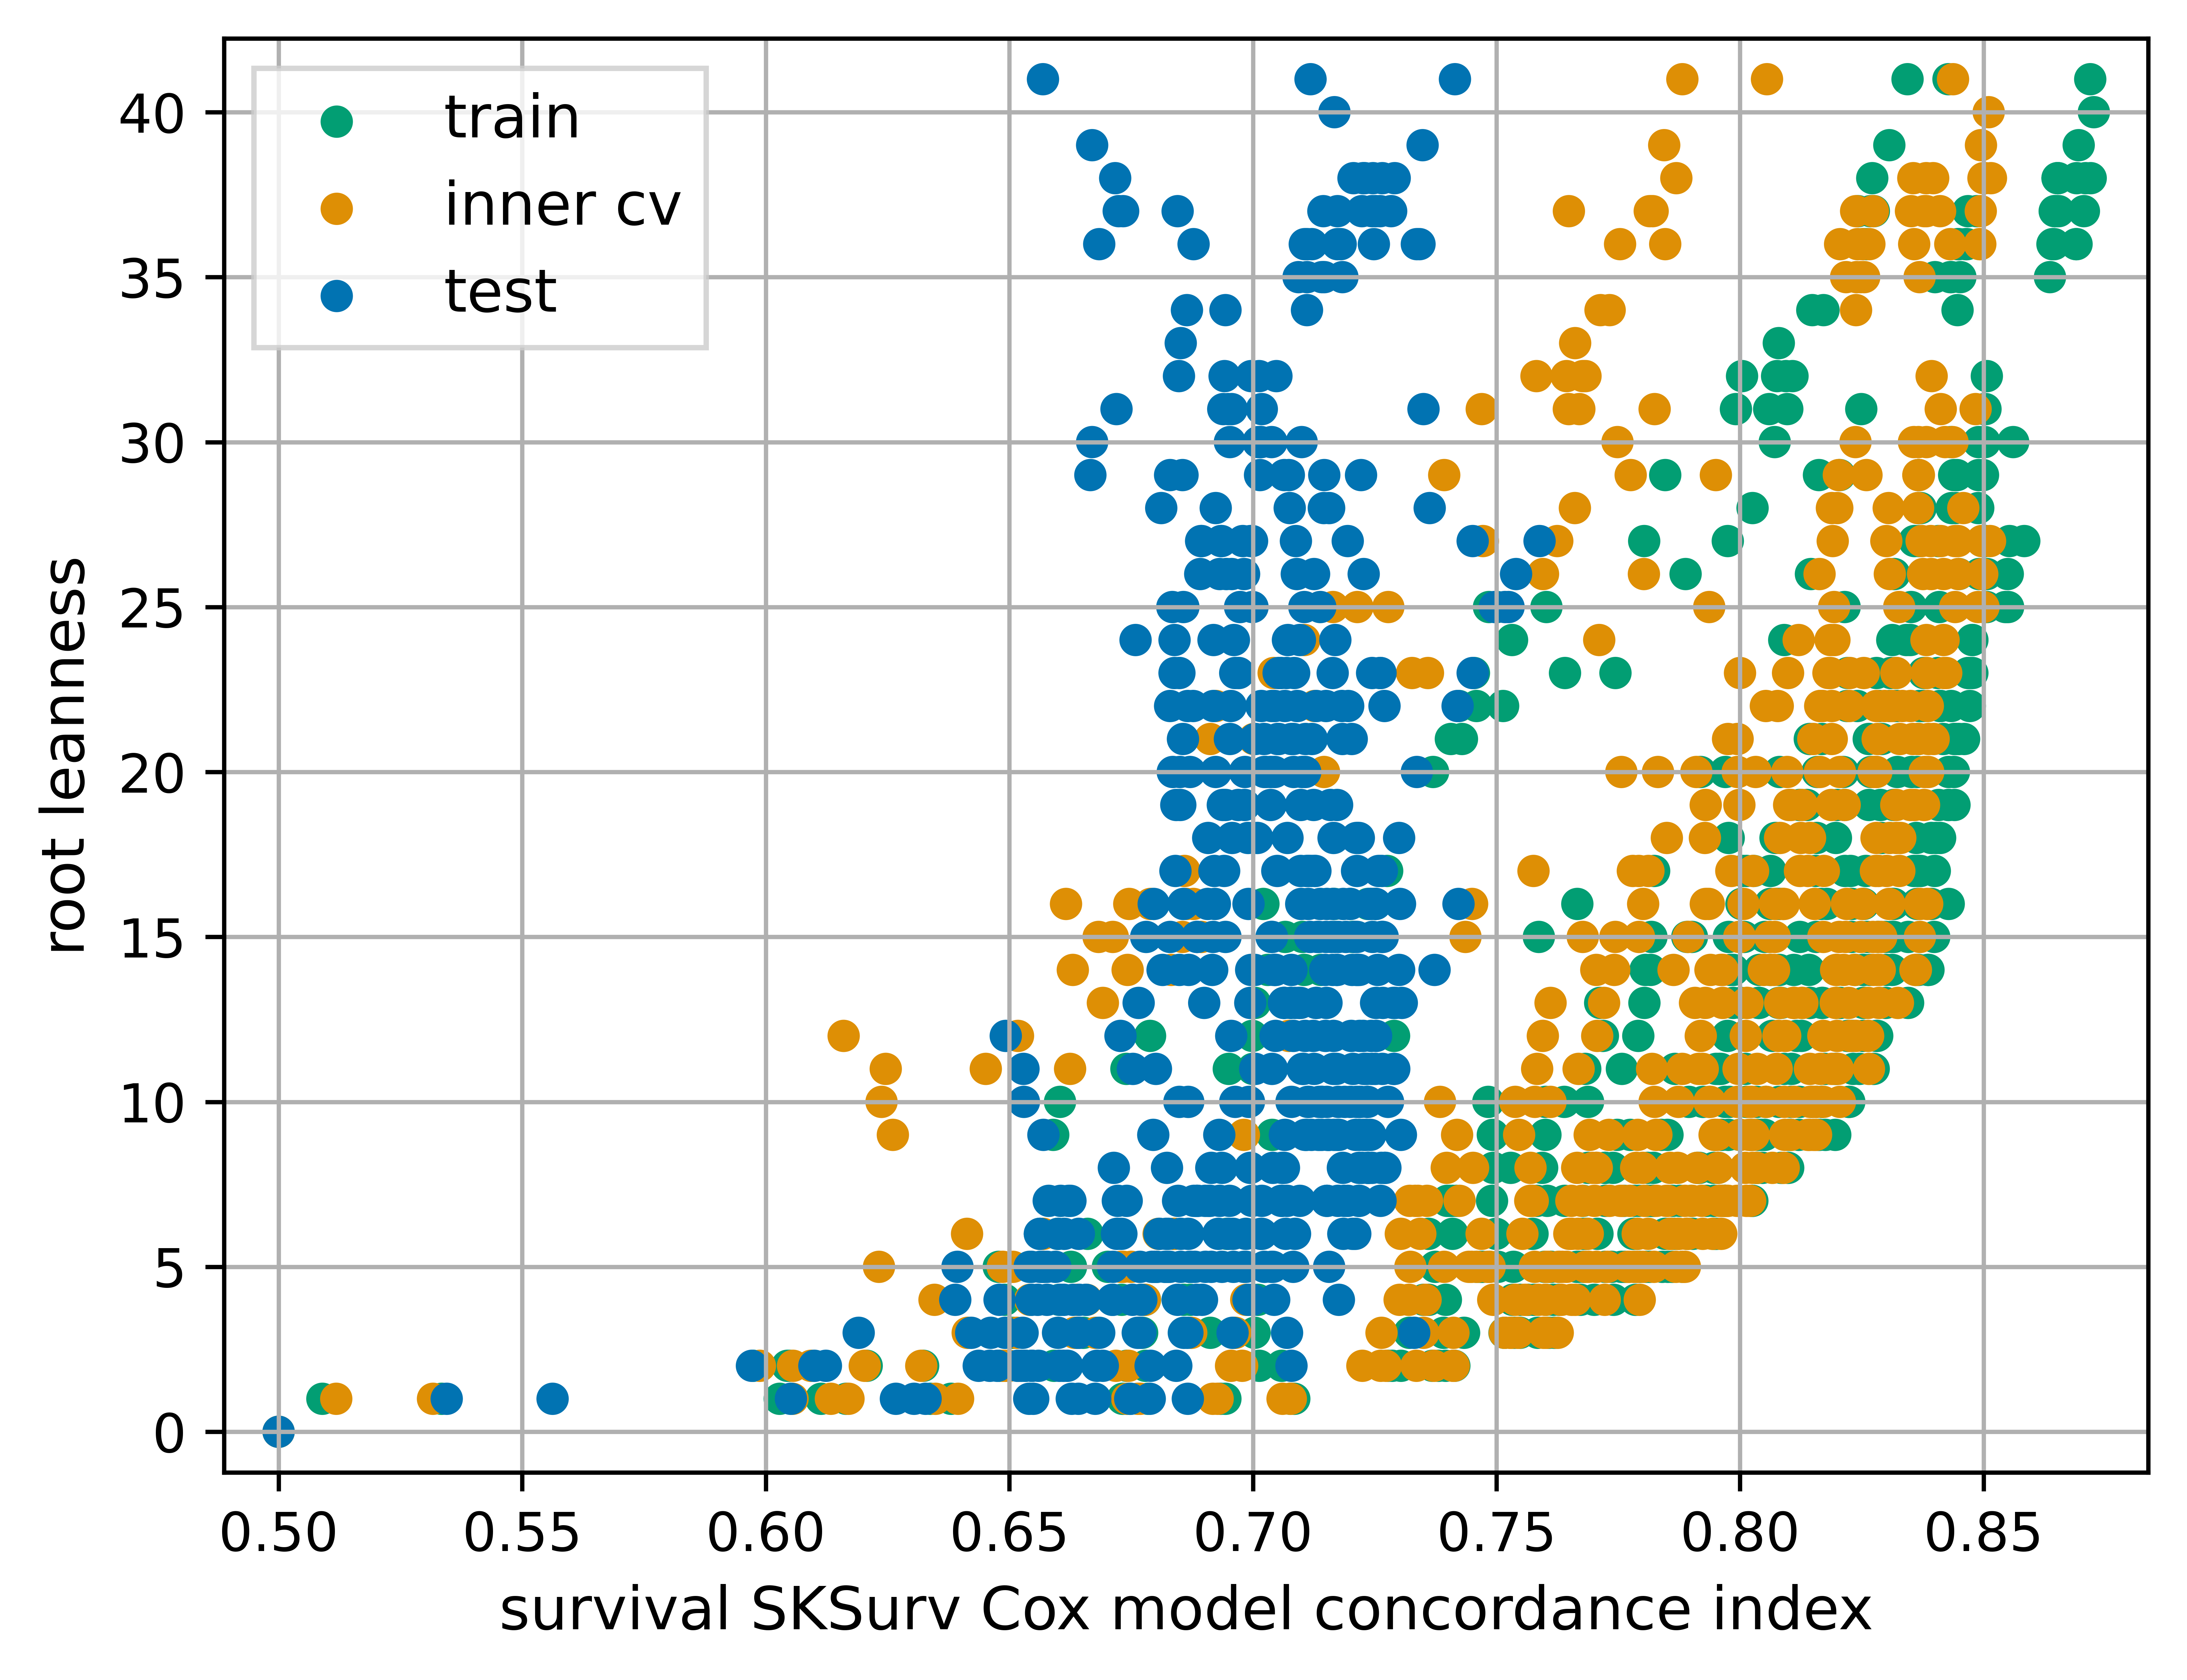 train
inner cv
test
40
35
30
25
20
15
10
5
0
root leanness
0.50 0.55 0.60 0.65 0.70 0.75 0.80 0.85
survival SKSurv Cox model concordance index